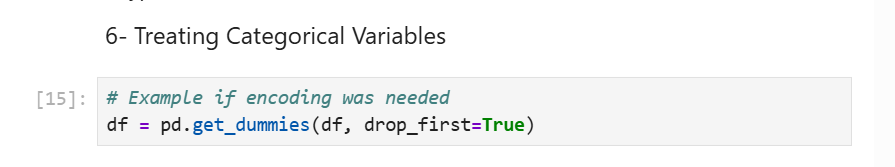 6- Treating Categorical Variables
[15]: # Example if encoding was needed
df = pd.get_dummies(df, drop_first=True)